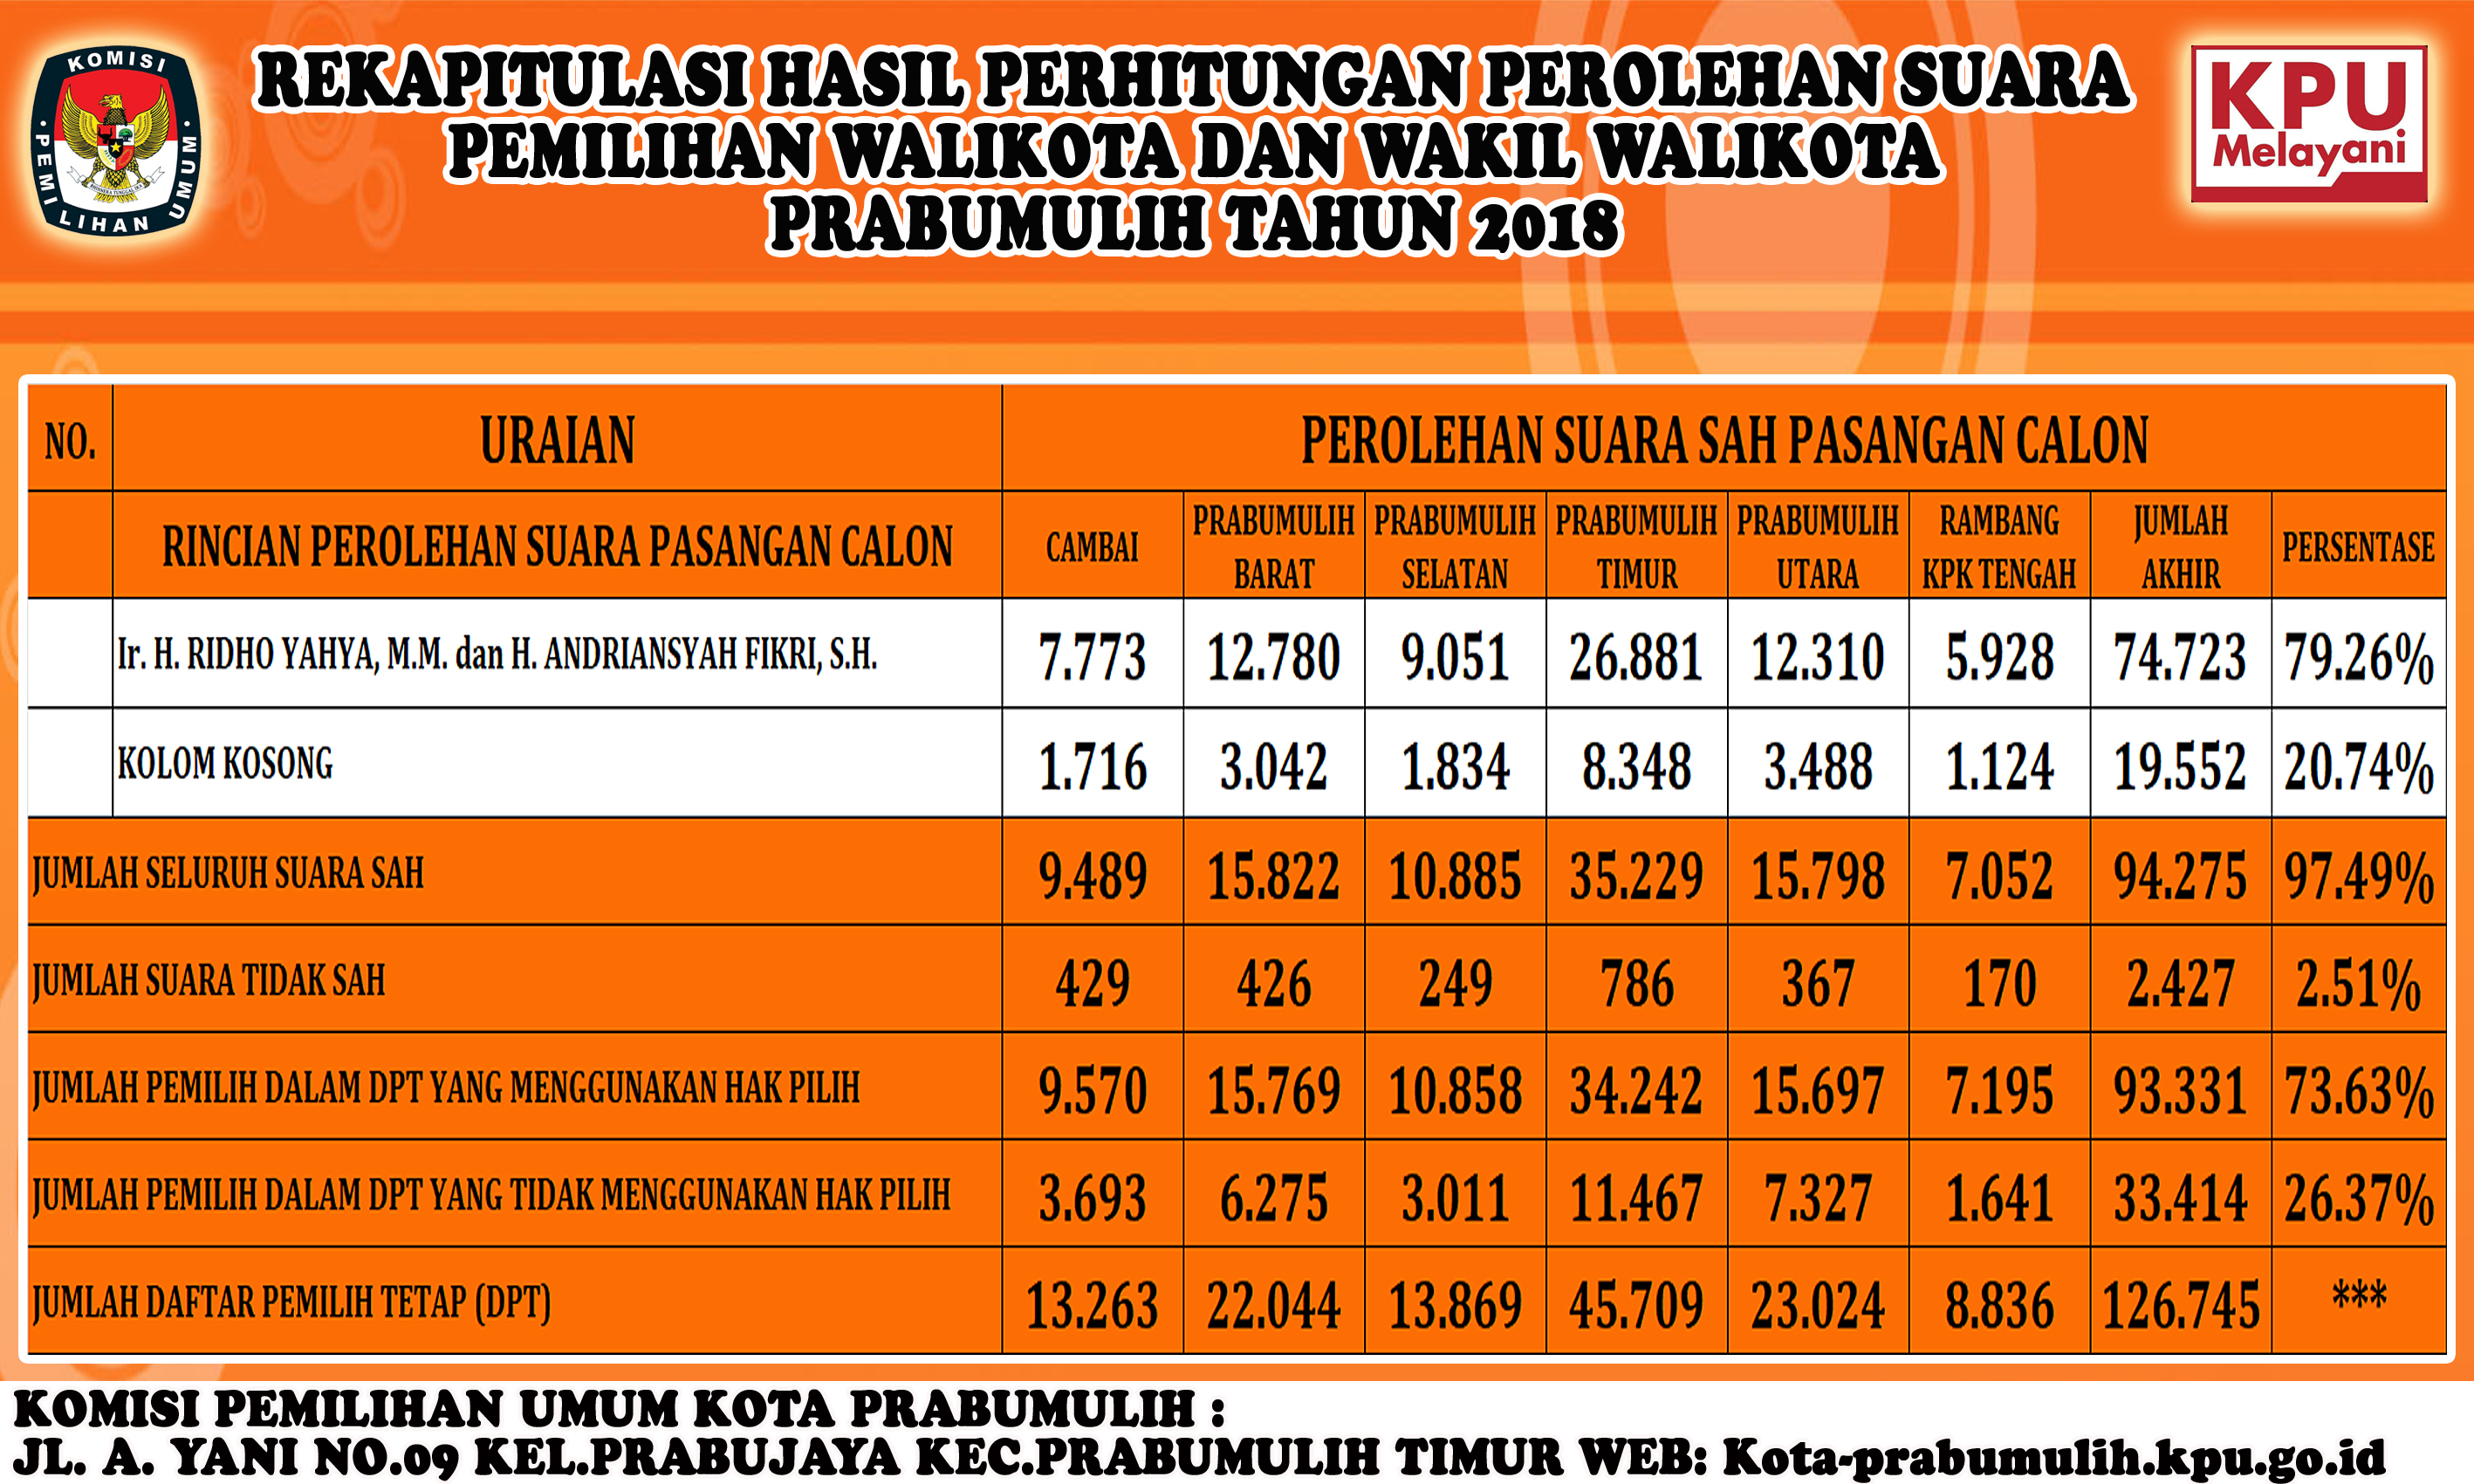 KOMISI
PEMILIHAN UMUM
BHINNEKA TUNGGAL IKA
REKAPITULASI HASIL PERHITUNGAN PEROLEHAN SUARA
PEMILIHAN WALIKOTA DAN WAKIL WALIKOTA
PRABUMULIH TAHUN 2018
KPU
Melayani
NO. URAIAN PEROLEHAN SUARA SAH PASANGAN CALON
RINCIAN PEROLEHAN SUARA PASANGAN CALON CAMBAI PRABUMULIH BARAT PRABUMULIH SELATAN PRABUMULIH TIMUR PRABUMULIH UTARA RAMBANG KPK TENGAH JUMLAH AKHIR PERSENTASE
Ir. H. RIDHO YAHYA, M.M. dan H. ANDRIANSYAH FIKRI, S.H. 7.773 12.780 9.051 26.881 12.310 5.928 74.723 79.26%
KOLOM KOSONG 1.716 3.042 1.834 8.348 3.488 1.124 19.552 20.74%
JUMLAH SELURUH SUARA SAH 9.489 15.822 10.885 35.229 15.798 7.052 94.275 97.49%
JUMLAH SUARA TIDAK SAH 429 426 249 786 367 170 2.427 2.51%
JUMLAH PEMILIH DALAM DPT YANG MENGGUNAKAN HAK PILIH 9.570 15.769 10.858 34.242 15.697 7.195 93.331 73.63%
JUMLAH PEMILIH DALAM DPT YANG TIDAK MENGGUNAKAN HAK PILIH 3.693 6.275 3.011 11.467 7.327 1.641 33.414 26.37%
JUMLAH DAFTAR PEMILIH TETAP (DPT) 13.263 22.044 13.869 45.709 23.024 8.836 126.745 ***
KOMISI PEMILIHAN UMUM KOTA PRABUMULIH :
JL. A. YANI NO.09 KEL.PRABUJAYA KEC.PRABUMULIH TIMUR WEB: Kota-prabumulih.kpu.go.id